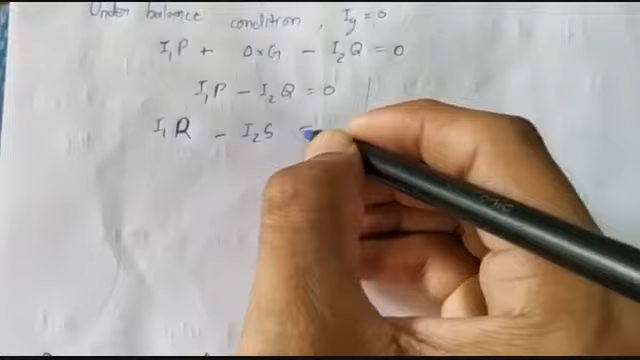 Under balance condition, Ig = 0
I₁P + 0×G - I₂Q = 0
I₁P - I₂Q = 0
I₁R - I₂S =